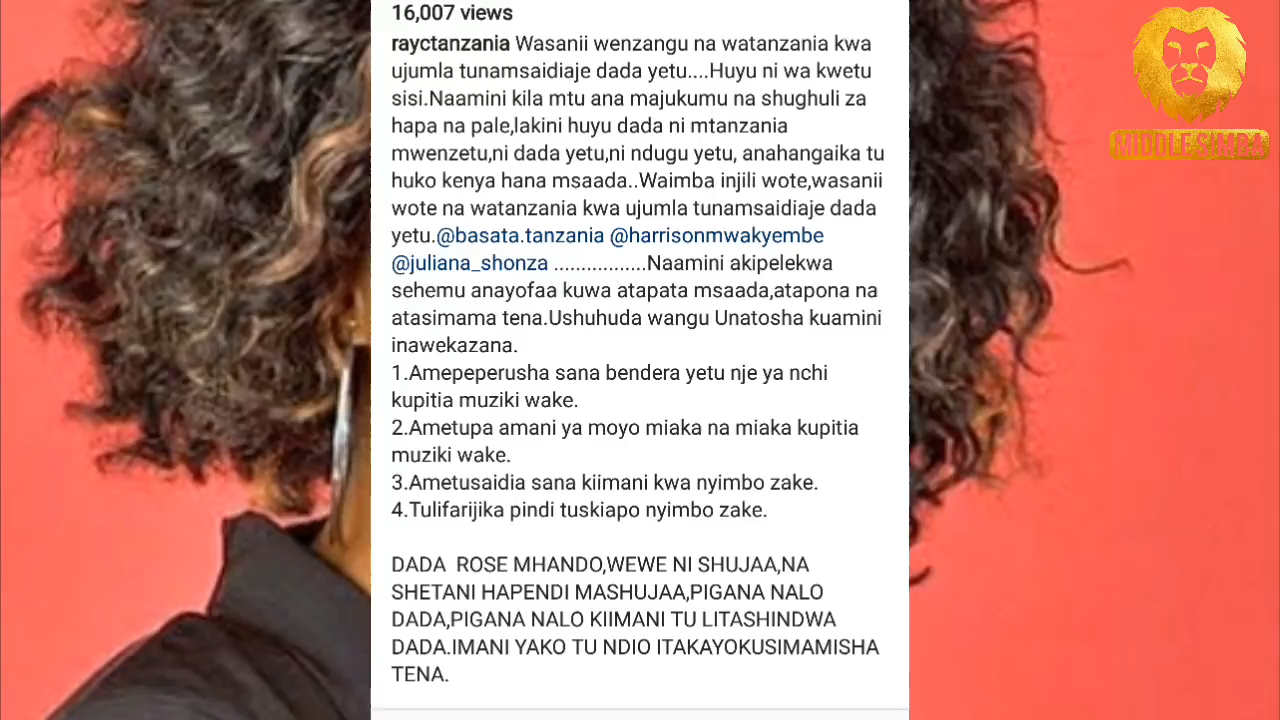 16,007 views
rayctanzania Wasanii wenzangu na watanzania kwa
ujumla tunamsaidiaje dada yetu....Huyu ni wa kwetu
sisi.Naamini kila mtu ana majukumu na shughuli za
hapa na pale,lakini huyu dada ni mtanzania
mwenzetu,ni dada yetu,ni ndugu yetu, anahangaika tu
huko kenya hana msaada..Waimba injili wote,wasanii
wote na watanzania kwa ujumla tunamsaidiaje dada
yetu.@basata.tanzania @harrisonmwakyembe
@juliana_shonza .................Naamini akipelekwa
sehemu anayofaa kuwa atapata msaada,atapona na
atasimama tena.Ushuhuda wangu Unatosha kuamini
inawekazana.
1.Amepeperusha sana bendera yetu nje ya nchi
kupitia muziki wake.
2.Ametupa amani ya moyo miaka na miaka kupitia
muziki wake.
3.Ametusaidia sana kiimani kwa nyimbo zake.
4.Tulifarijika pindi tuskiapo nyimbo zake.
DADA  ROSE MHANDO,WEWE NI SHUJAA,NA
SHETANI HAPENDI MASHUJAA,PIGANA NALO
DADA,PIGANA NALO KIIMANI TU LITASHINDWA
DADA.IMANI YAKO TU NDIO ITAKAYOKUSIMAMISHA
TENA.
MIDDLE SIMBA